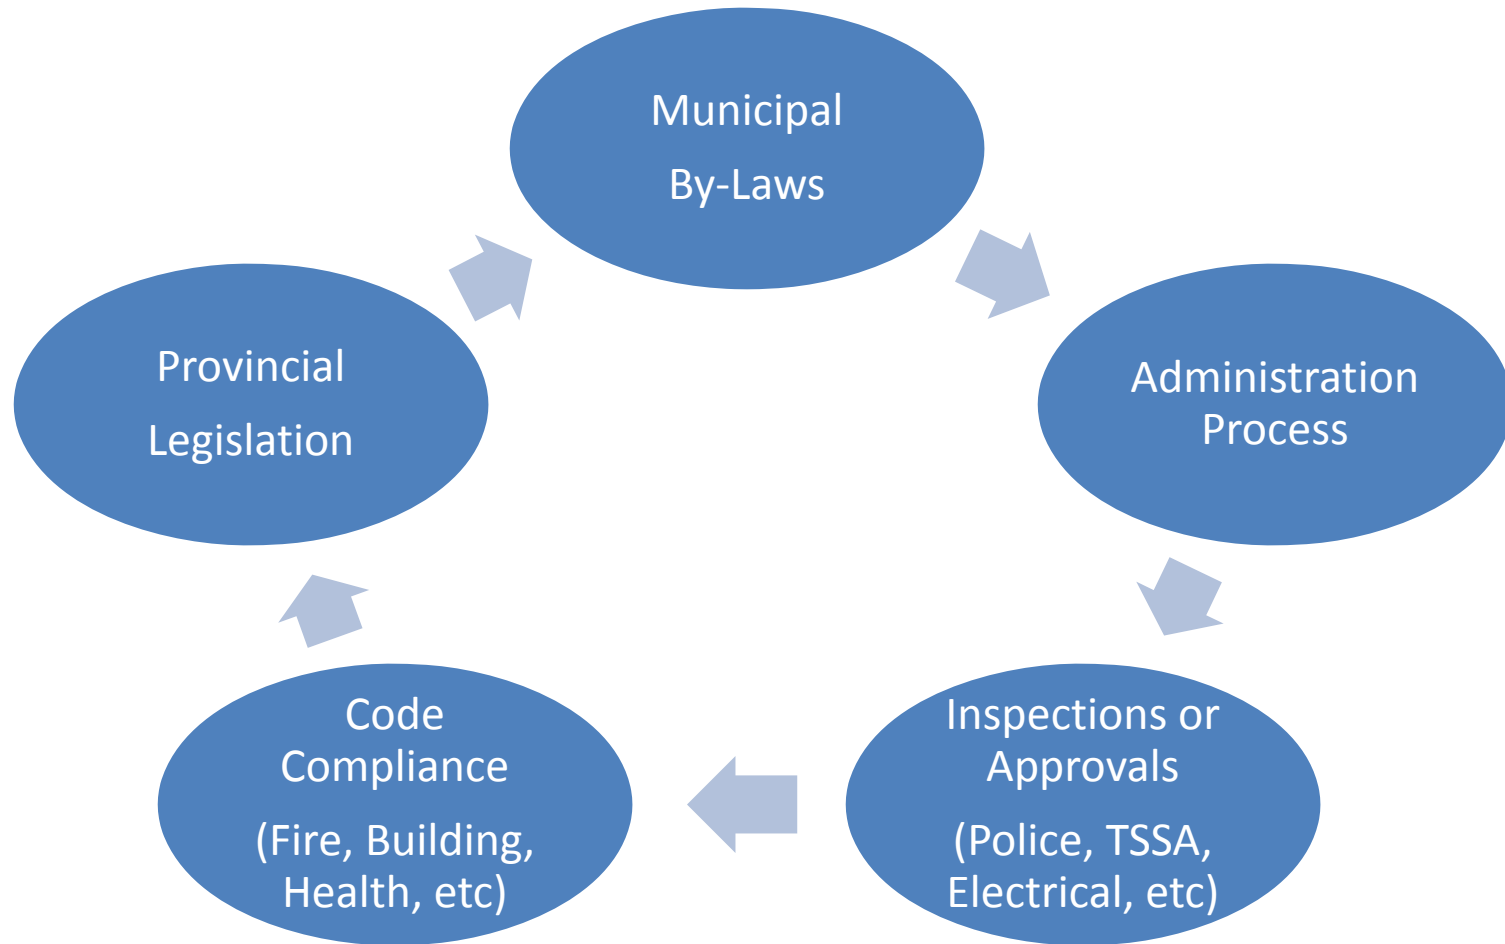 Municipal
By-Laws
Provincial
Legislation
Administration
Process
Code
Compliance
(Fire, Building,
Health, etc)
Inspections or
Approvals
(Police, TSSA,
Electrical, etc)